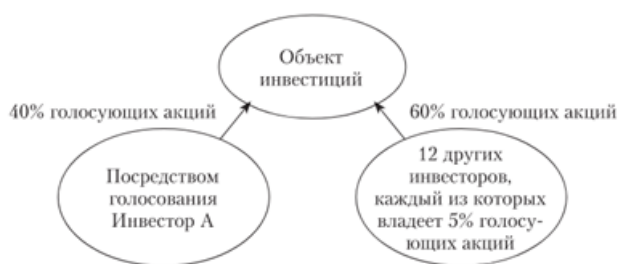 Объект
инвестиций
40% голосующих акций
60% голосующих акций
Посредством
голосования
Инвестор А
12 других
инвесторов,
каждый из которых
владеет 5% голосу-
ющих акций